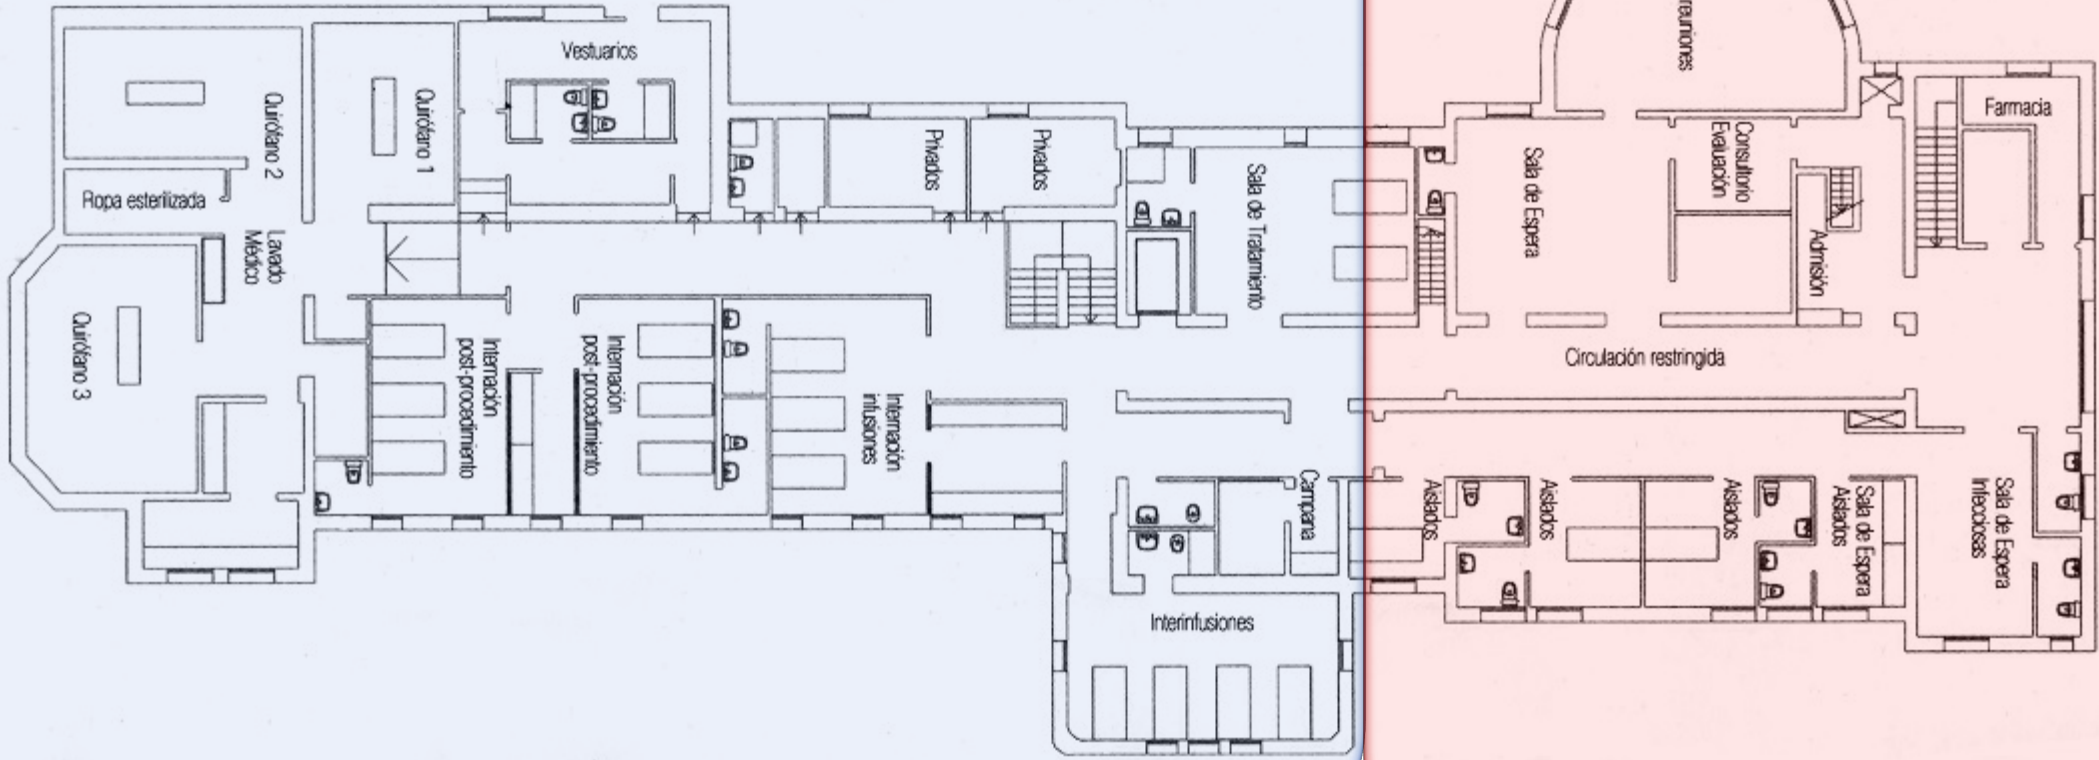 Vestuarios
reuniones
Farmacia
Quirófano 2
Quirófano 1
Privados
Privados
Sala de Tratamiento
Sala de Espera
Consultorio
Evaluación
Admisión
Ropa esterilizada
Lavado
Médico
Quirófano 3
Internación
post-procedimiento
Internación
post-procedimiento
Internación
infusiones
Circulación restringida
Campana
Aislados
Aislados
Aislados
Sala de Espera
Aislados
Sala de Espera
Infecciosas
Interinfusiones